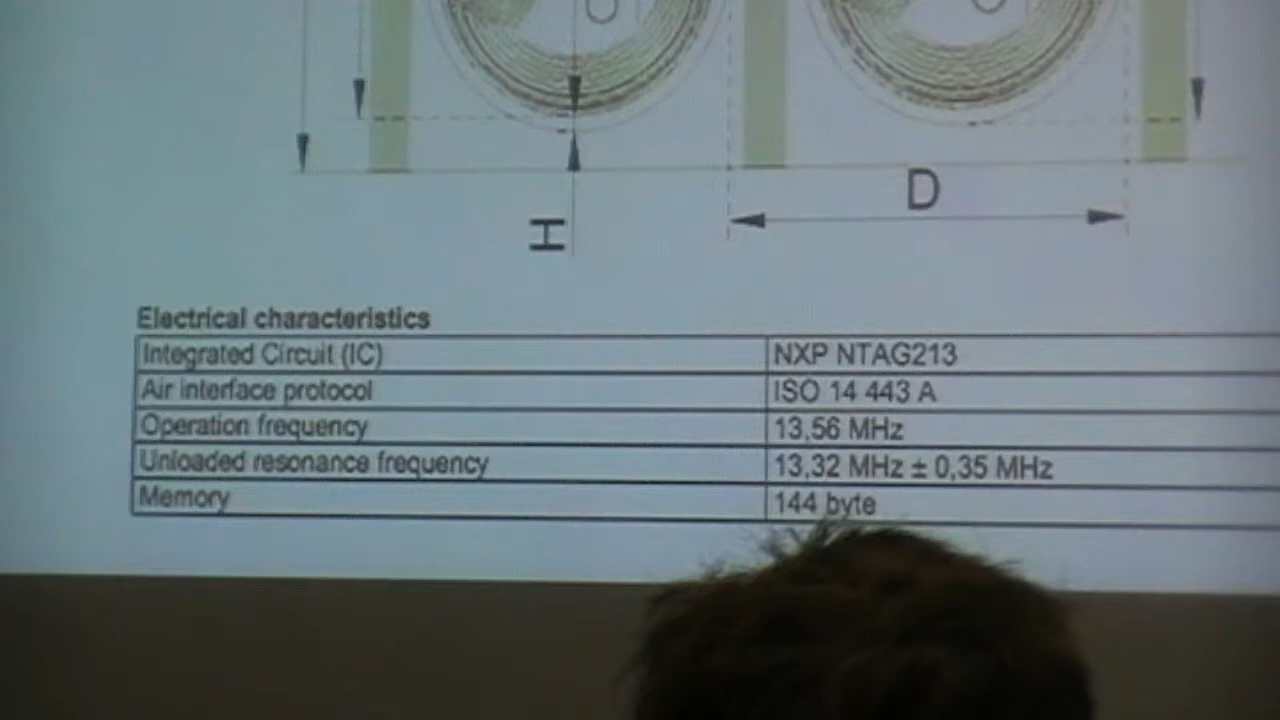 D
H
Electrical characteristics
Integrated Circuit (IC) NXP NTAG213
Air interface protocol ISO 14 443 A
Operation frequency 13,56 MHz
Unloaded resonance frequency 13,32 MHz ± 0,35 MHz
Memory 144 byte